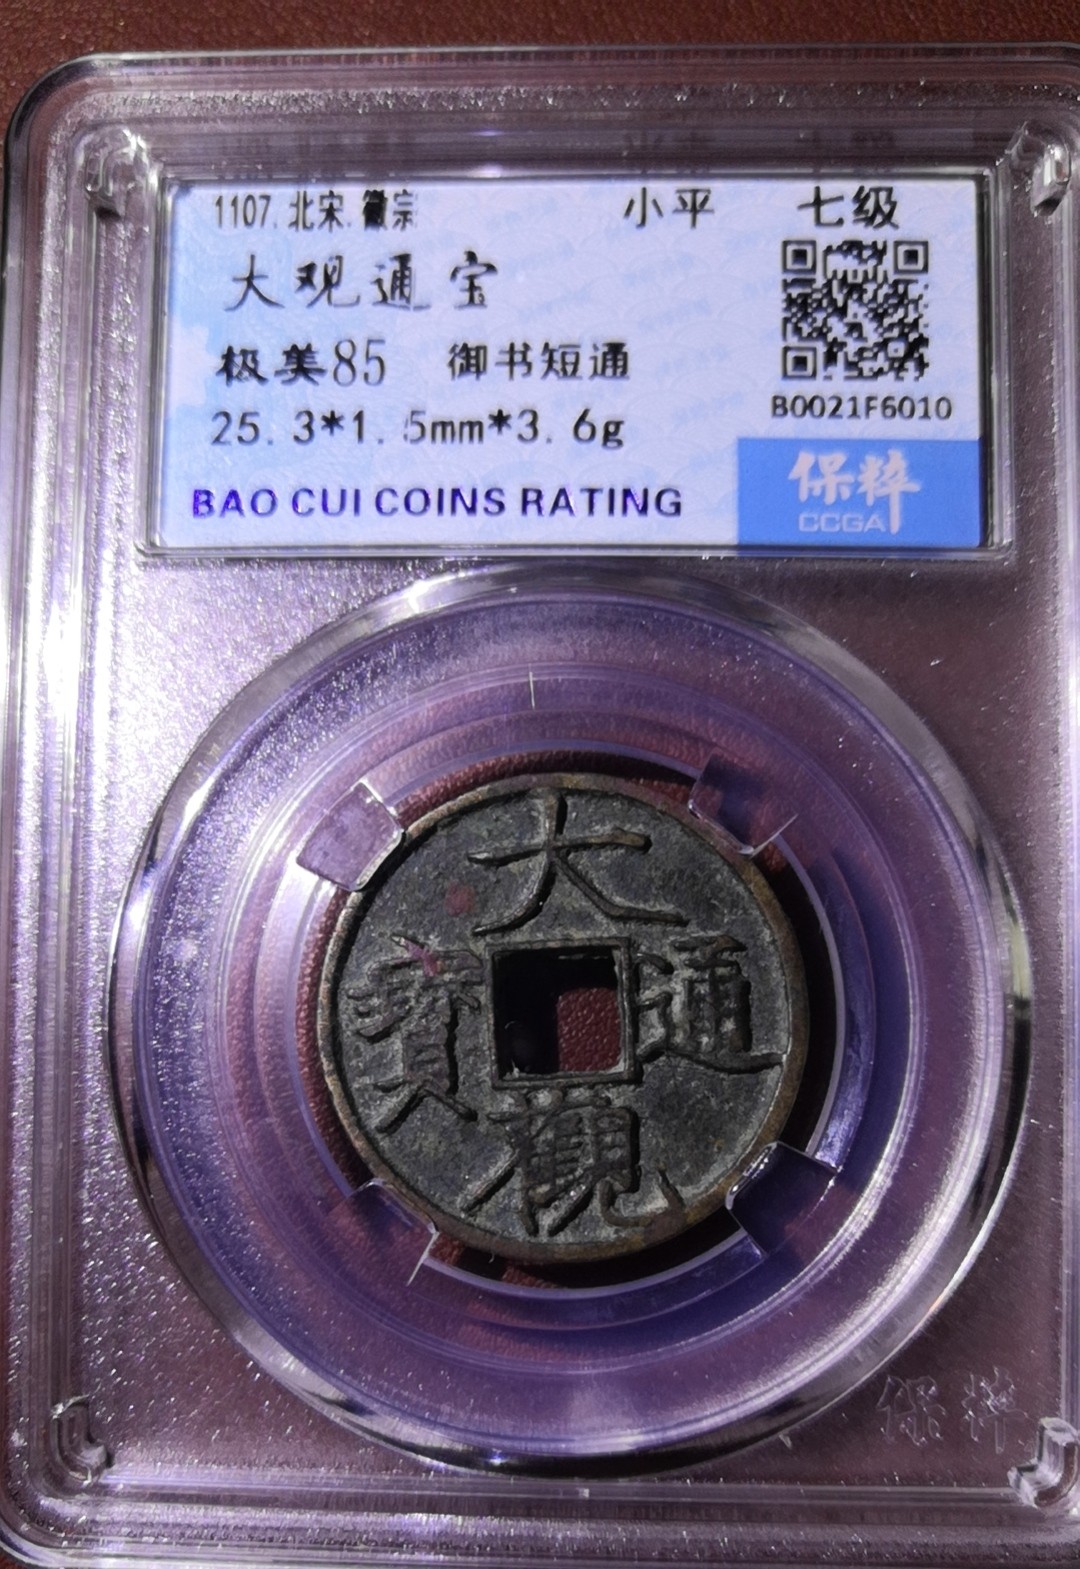 1107.北宋.徽宗 小平 七级
大观通宝
极美85 御书短通
25.3*1.5mm*3.6g
B0021F6010
BAO CUI COINS RATING
保粹
CCGA
大觀通寶
保粹